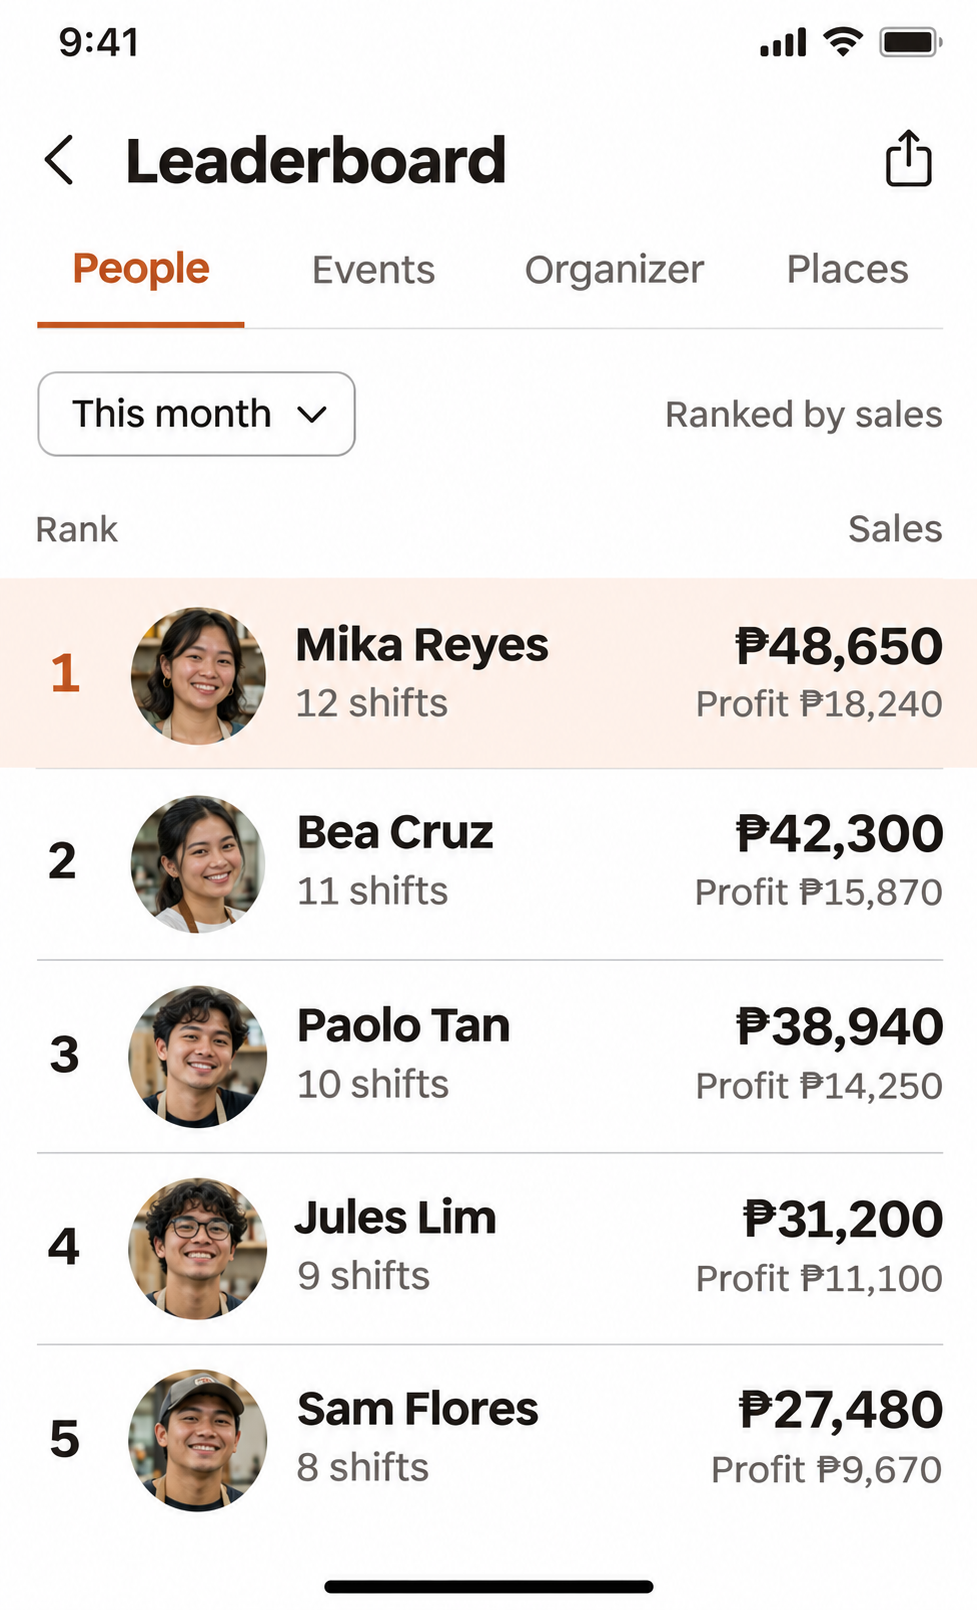 9:41
Leaderboard
People Events Organizer Places
This month Ranked by sales
Rank Sales
1 Mika Reyes ₱48,650
12 shifts Profit ₱18,240
2 Bea Cruz ₱42,300
11 shifts Profit ₱15,870
3 Paolo Tan ₱38,940
10 shifts Profit ₱14,250
4 Jules Lim ₱31,200
9 shifts Profit ₱11,100
5 Sam Flores ₱27,480
8 shifts Profit ₱9,670